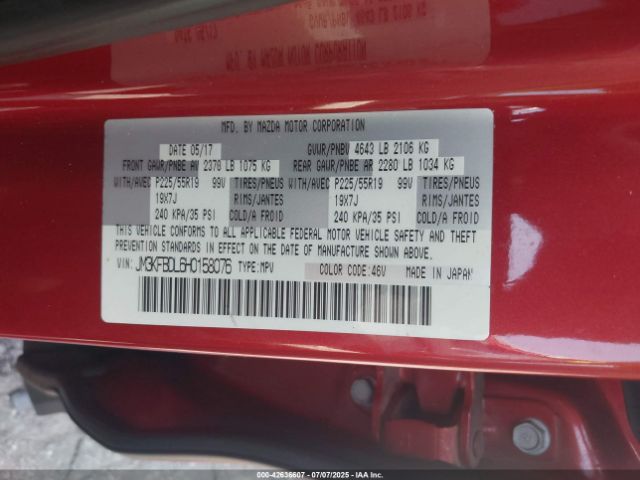 MFD. BY MAZDA MOTOR CORPORATION
DATE 05/17 GVWR/PNBV 4643 LB 2106 KG
FRONT GAWR/PNBE AV 2370 LB 1075 KG REAR GAWR/PNBE AR 2280 LB 1034 KG
WITH/AVEC P225/55R19 99V TIRES/PNEUS WITH/AVEC P225/55R19 99V TIRES/PNEUS
19X7J RIMS/JANTES 19X7J RIMS/JANTES
240 KPA/35 PSI COLD/A FROID 240 KPA/35 PSI COLD/A FROID
THIS VEHICLE CONFORMS TO ALL APPLICABLE FEDERAL MOTOR VEHICLE SAFETY AND THEFT
PREVENTION STANDARDS IN EFFECT ON THE DATE OF MANUFACTURE SHOWN ABOVE.
VIN: JM3KFBDL6H0158076 TYPE:MPV COLOR CODE:46V MADE IN JAPAN
000-42636607 - 07/07/2025 - © IAA Holdings, LLC